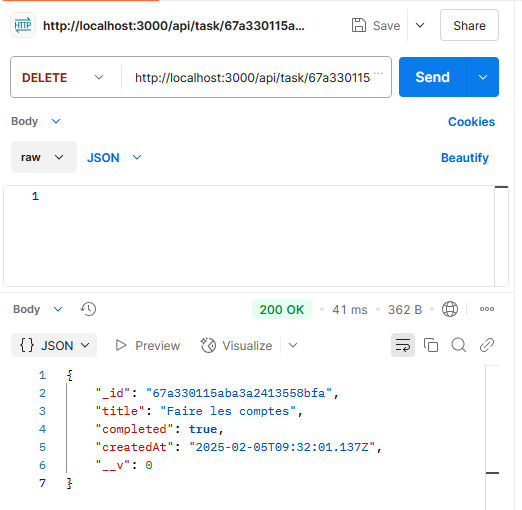 HTTP http://localhost:3000/api/task/67a330115a... Save Share
DELETE http://localhost:3000/api/task/67a330115... Send
Body Cookies
raw JSON Beautify
1
Body 200 OK • 41 ms • 362 B
{} JSON Preview Visualize
1 {
2 "_id": "67a330115aba3a2413558bfa",
3 "title": "Faire les comptes",
4 "completed": true,
5 "createdAt": "2025-02-05T09:32:01.137Z",
6 "__v": 0
7 }